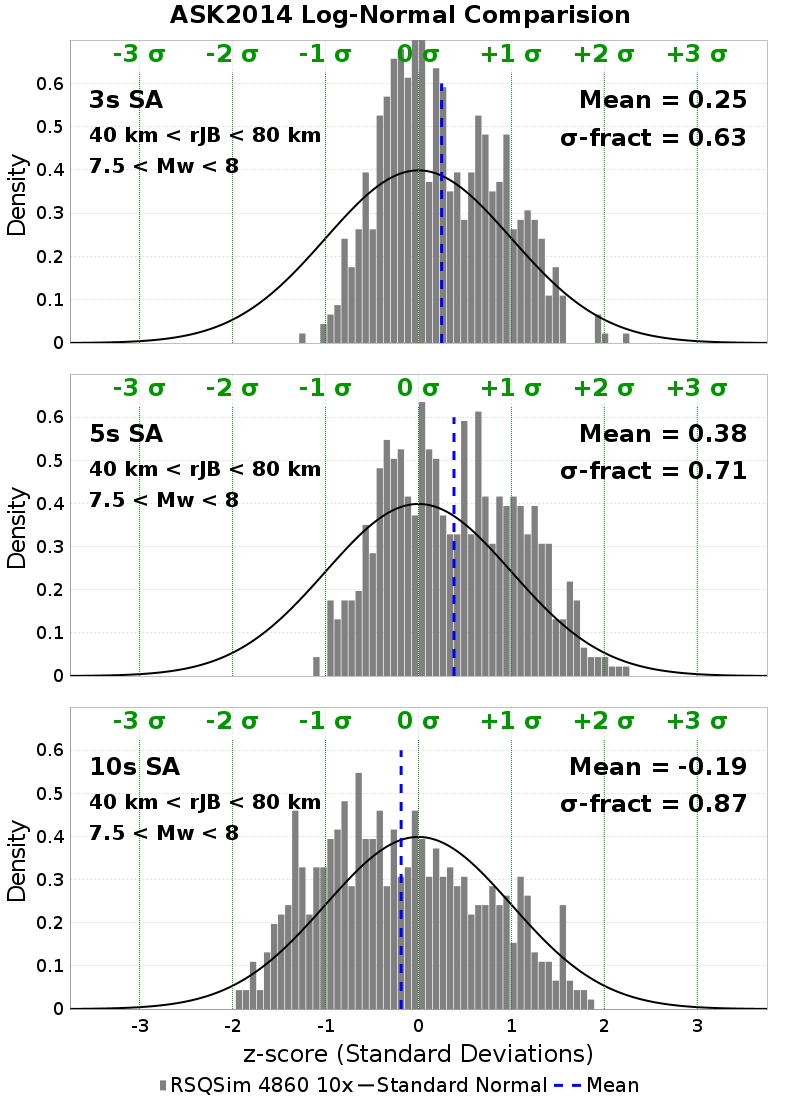 ASK2014 Log-Normal Comparision
-3 σ -2 σ -1 σ 0 σ +1 σ +2 σ +3 σ
3s SA
40 km < rJB < 80 km
7.5 < Mw < 8
Mean = 0.25
σ-fract = 0.63
Density
0.6
0.5
0.4
0.3
0.2
0.1
0
-3 σ -2 σ -1 σ 0 σ +1 σ +2 σ +3 σ
5s SA
40 km < rJB < 80 km
7.5 < Mw < 8
Mean = 0.38
σ-fract = 0.71
Density
0.6
0.5
0.4
0.3
0.2
0.1
0
-3 σ -2 σ -1 σ 0 σ +1 σ +2 σ +3 σ
10s SA
40 km < rJB < 80 km
7.5 < Mw < 8
Mean = -0.19
σ-fract = 0.87
Density
0.6
0.5
0.4
0.3
0.2
0.1
0
-3 -2 -1 0 1 2 3
z-score (Standard Deviations)
RSQSim 4860 10x Standard Normal Mean